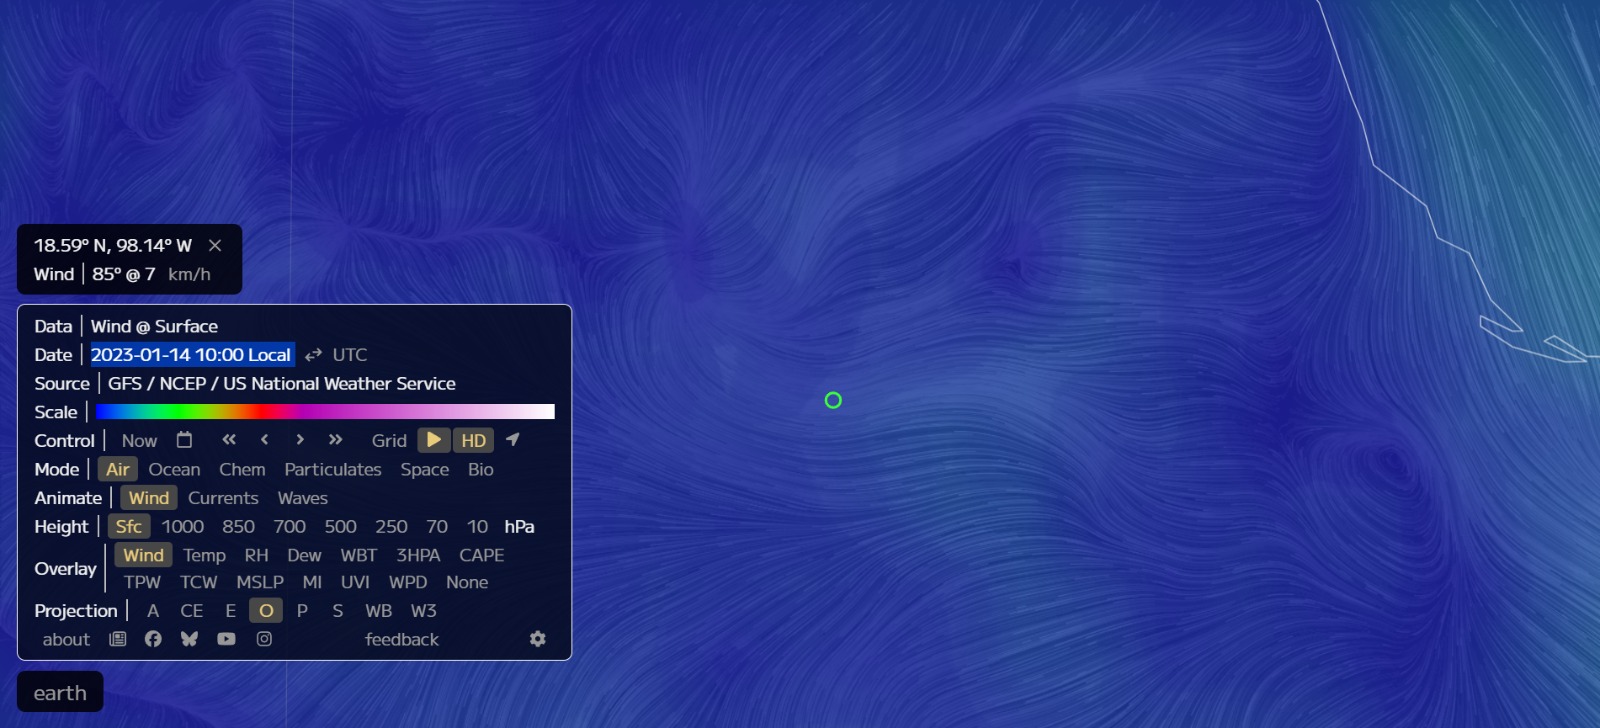 18.59° N, 98.14° W ×
Wind | 85° @ 7 km/h
Data | Wind @ Surface
Date | 2023-01-14 10:00 Local ⇄ UTC
Source | GFS / NCEP / US National Weather Service
Scale |
Control | Now « ‹ › » Grid HD
Mode | Air Ocean Chem Particulates Space Bio
Animate | Wind Currents Waves
Height | Sfc 1000 850 700 500 250 70 10 hPa
Overlay | Wind Temp RH Dew WBT 3HPA CAPE
TPW TCW MSLP MI UVI WPD None
Projection | A CE E O P S WB W3
about feedback
earth